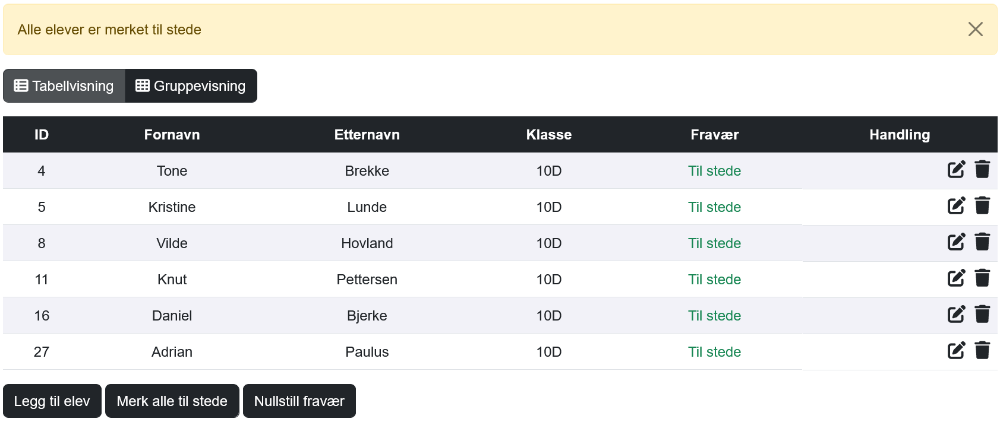 Alle elever er merket til stede
Tabellvisning Gruppevisning
ID Fornavn Etternavn Klasse Fravær Handling
4 Tone Brekke 10D Til stede
5 Kristine Lunde 10D Til stede
8 Vilde Hovland 10D Til stede
11 Knut Pettersen 10D Til stede
16 Daniel Bjerke 10D Til stede
27 Adrian Paulus 10D Til stede
Legg til elev Merk alle til stede Nullstill fravær